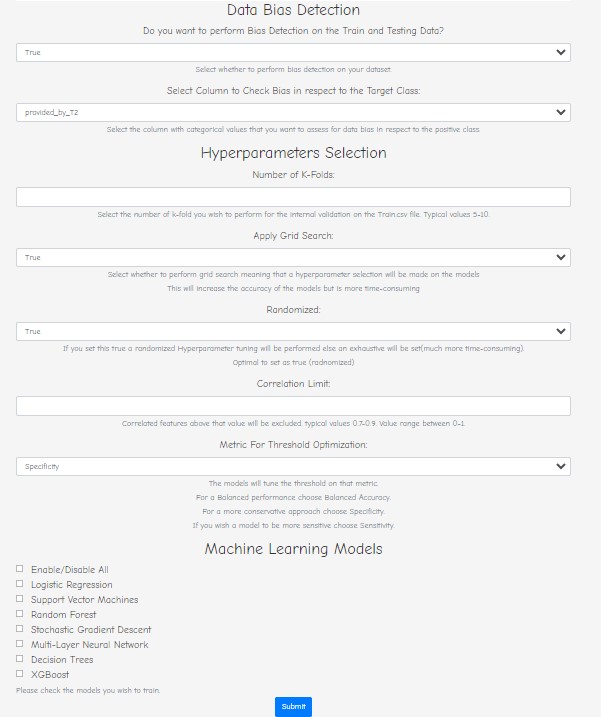 Data Bias Detection
Do you want to perform Bias Detection on the Train and Testing Data?
True
Select whether to perform bias detection on your dataset.
Select Column to Check Bias in respect to the Target Class:
provided_by_T2
Select the column with categorical values that you want to assess for data bias in respect to the positive class.
Hyperparameters Selection
Number of K-Folds:
Select the number of k-fold you wish to perform for the internal validation on the Train.csv file. Typical values 5-10.
Apply Grid Search:
True
Select whether to perform grid search meaning that a hyperparameter selection will be made on the models
This will increase the accuracy of the models but is more time-consuming
Randomized:
True
If you set this true a randomized Hyperparameter tuning will be performed else an exhaustive will be set(much more time-consuming).
Optimal to set as true (radnomized)
Correlation Limit:
Correlated features above that value will be excluded. typical values 0.7-0.9. Value range between 0-1.
Metric For Threshold Optimization:
Specificity
The models will tune the threshold on that metric.
For a Balanced performance choose Balanced Accuracy.
For a more conservative approach choose Specificity.
If you wish a model to be more sensitive choose Sensitivity.
Machine Learning Models
Enable/Disable All
Logistic Regression
Support Vector Machines
Random Forest
Stochastic Gradient Descent
Multi-Layer Neural Network
Decision Trees
XGBoost
Please check the models you wish to train.
Submit